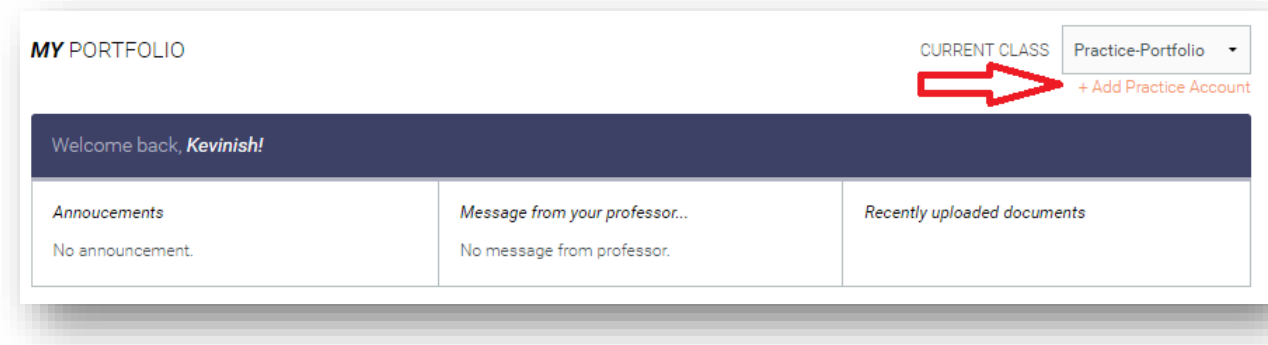 MY PORTFOLIO
CURRENT CLASS Practice-Portfolio
+ Add Practice Account
Welcome back, Kevinish!
Annoucements
No announcement.
Message from your professor...
No message from professor.
Recently uploaded documents